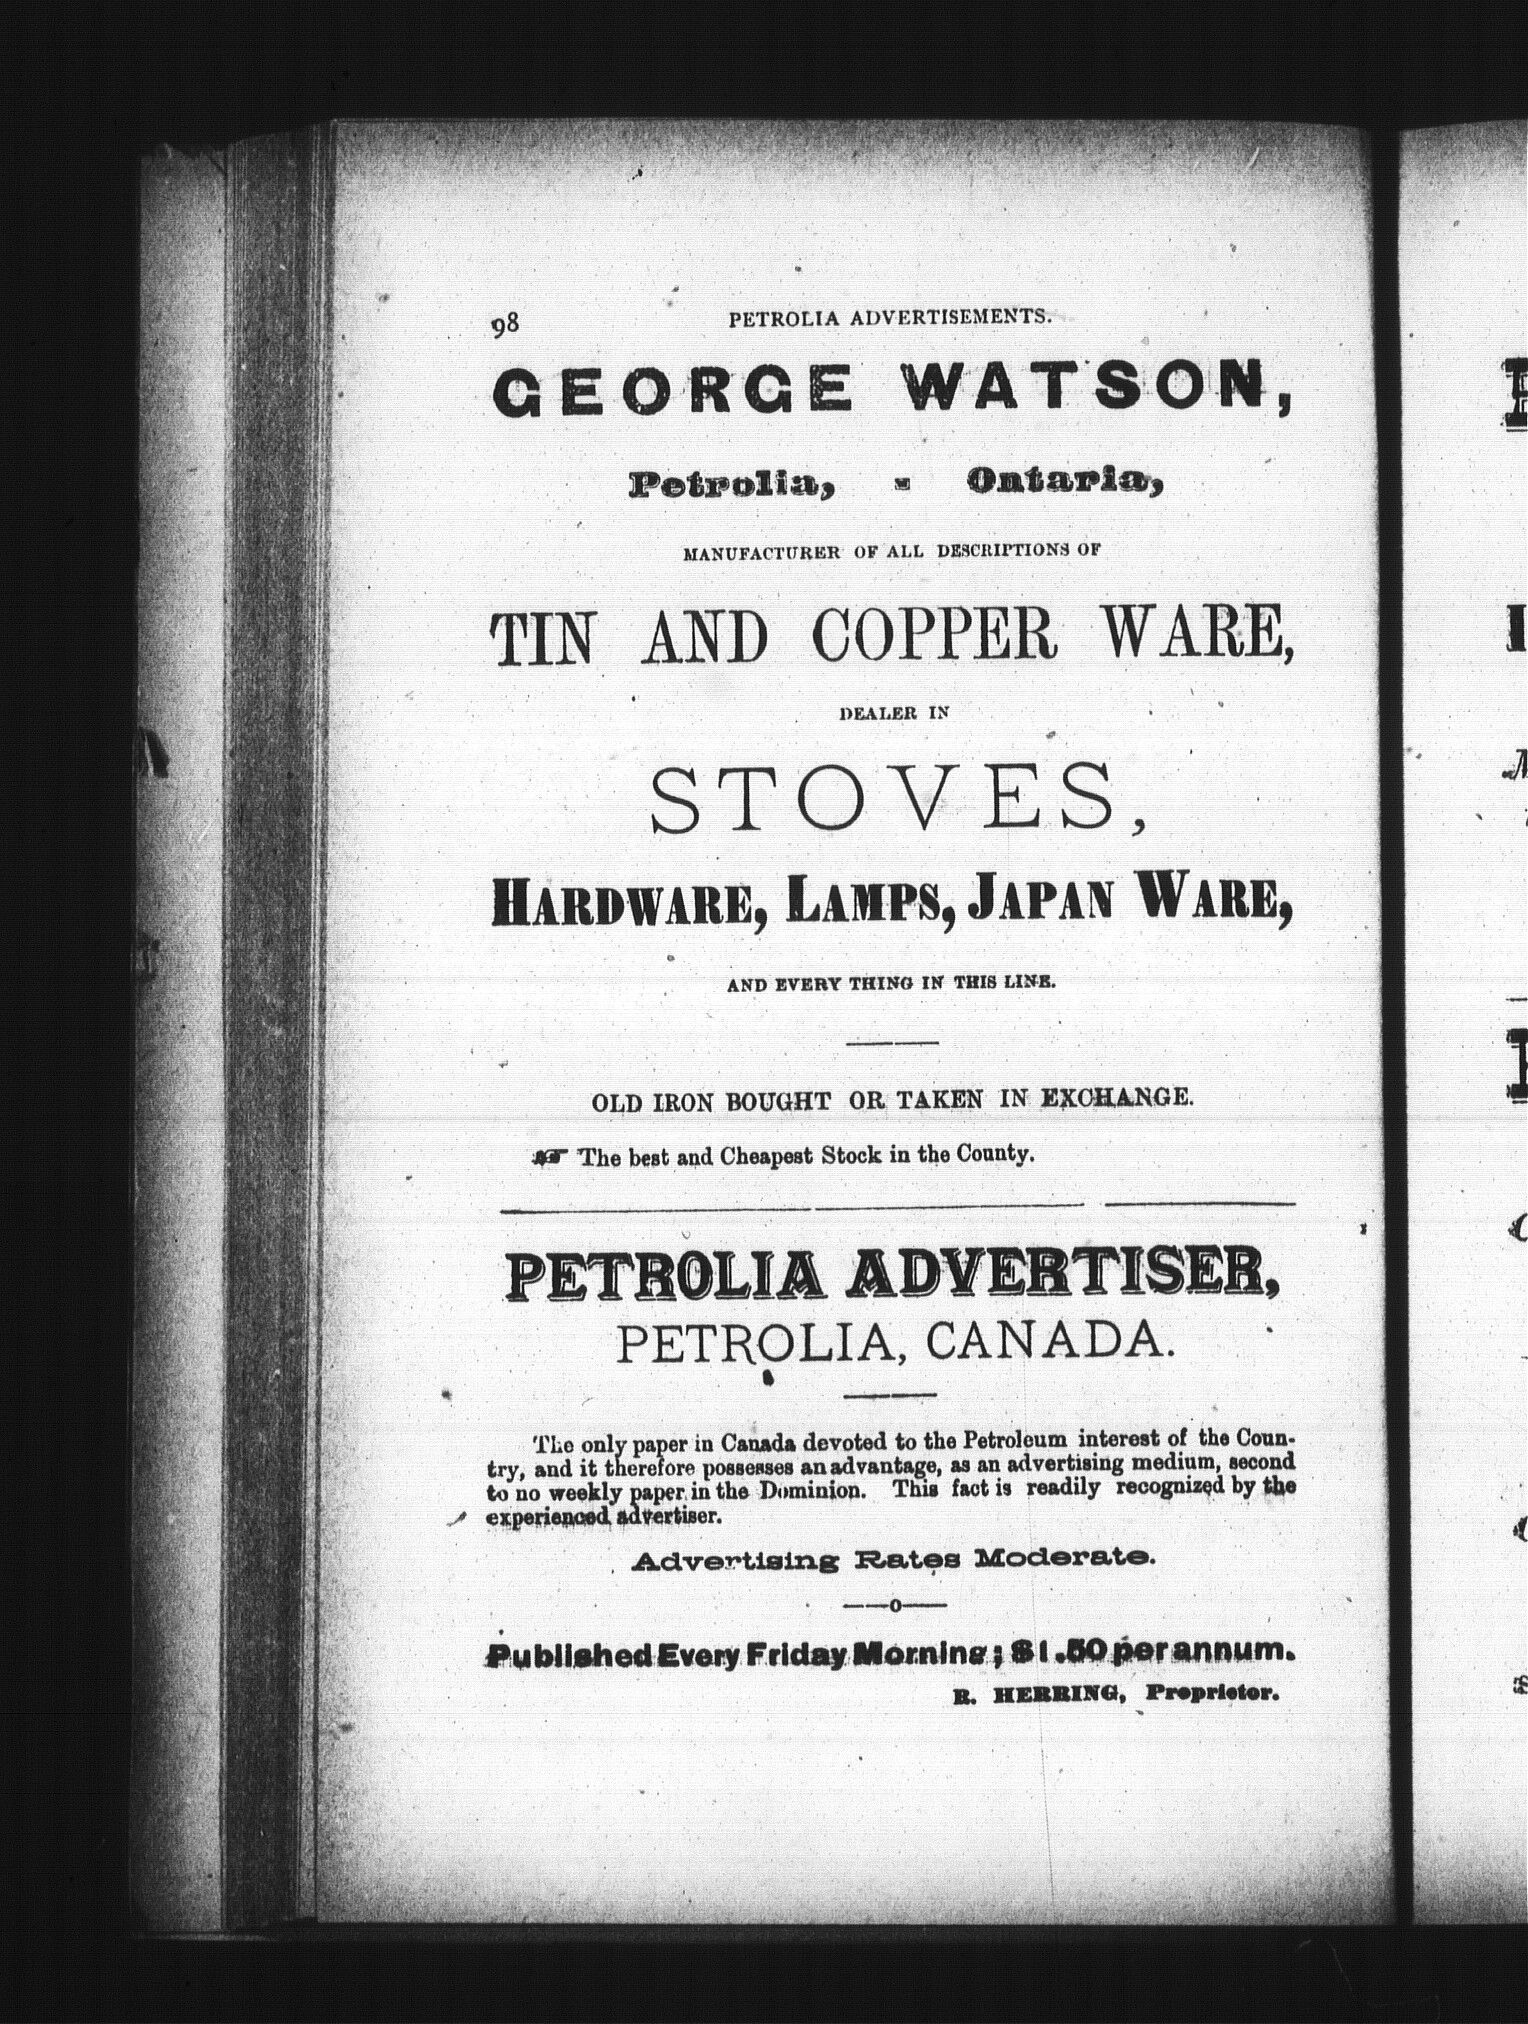 98 PETROLIA ADVERTISEMENTS.
GEORGE WATSON,
Petrolia, - Ontaria,
MANUFACTURER OF ALL DESCRIPTIONS OF
TIN AND COPPER WARE,
DEALER IN
STOVES,
HARDWARE, LAMPS, JAPAN WARE,
AND EVERY THING IN THIS LINE.
OLD IRON BOUGHT OR TAKEN IN EXCHANGE.
☞ The best and Cheapest Stock in the County.
PETROLIA ADVERTISER,
PETROLIA, CANADA.
The only paper in Canada devoted to the Petroleum interest of the Coun-
try, and it therefore possesses an advantage, as an advertising medium, second
to no weekly paper in the Dominion. This fact is readily recognized by the
experienced advertiser.
Advertising Rates Moderate.
——o——
Published Every Friday Morning; $1.50 per annum.
R. HERRING, Proprietor.